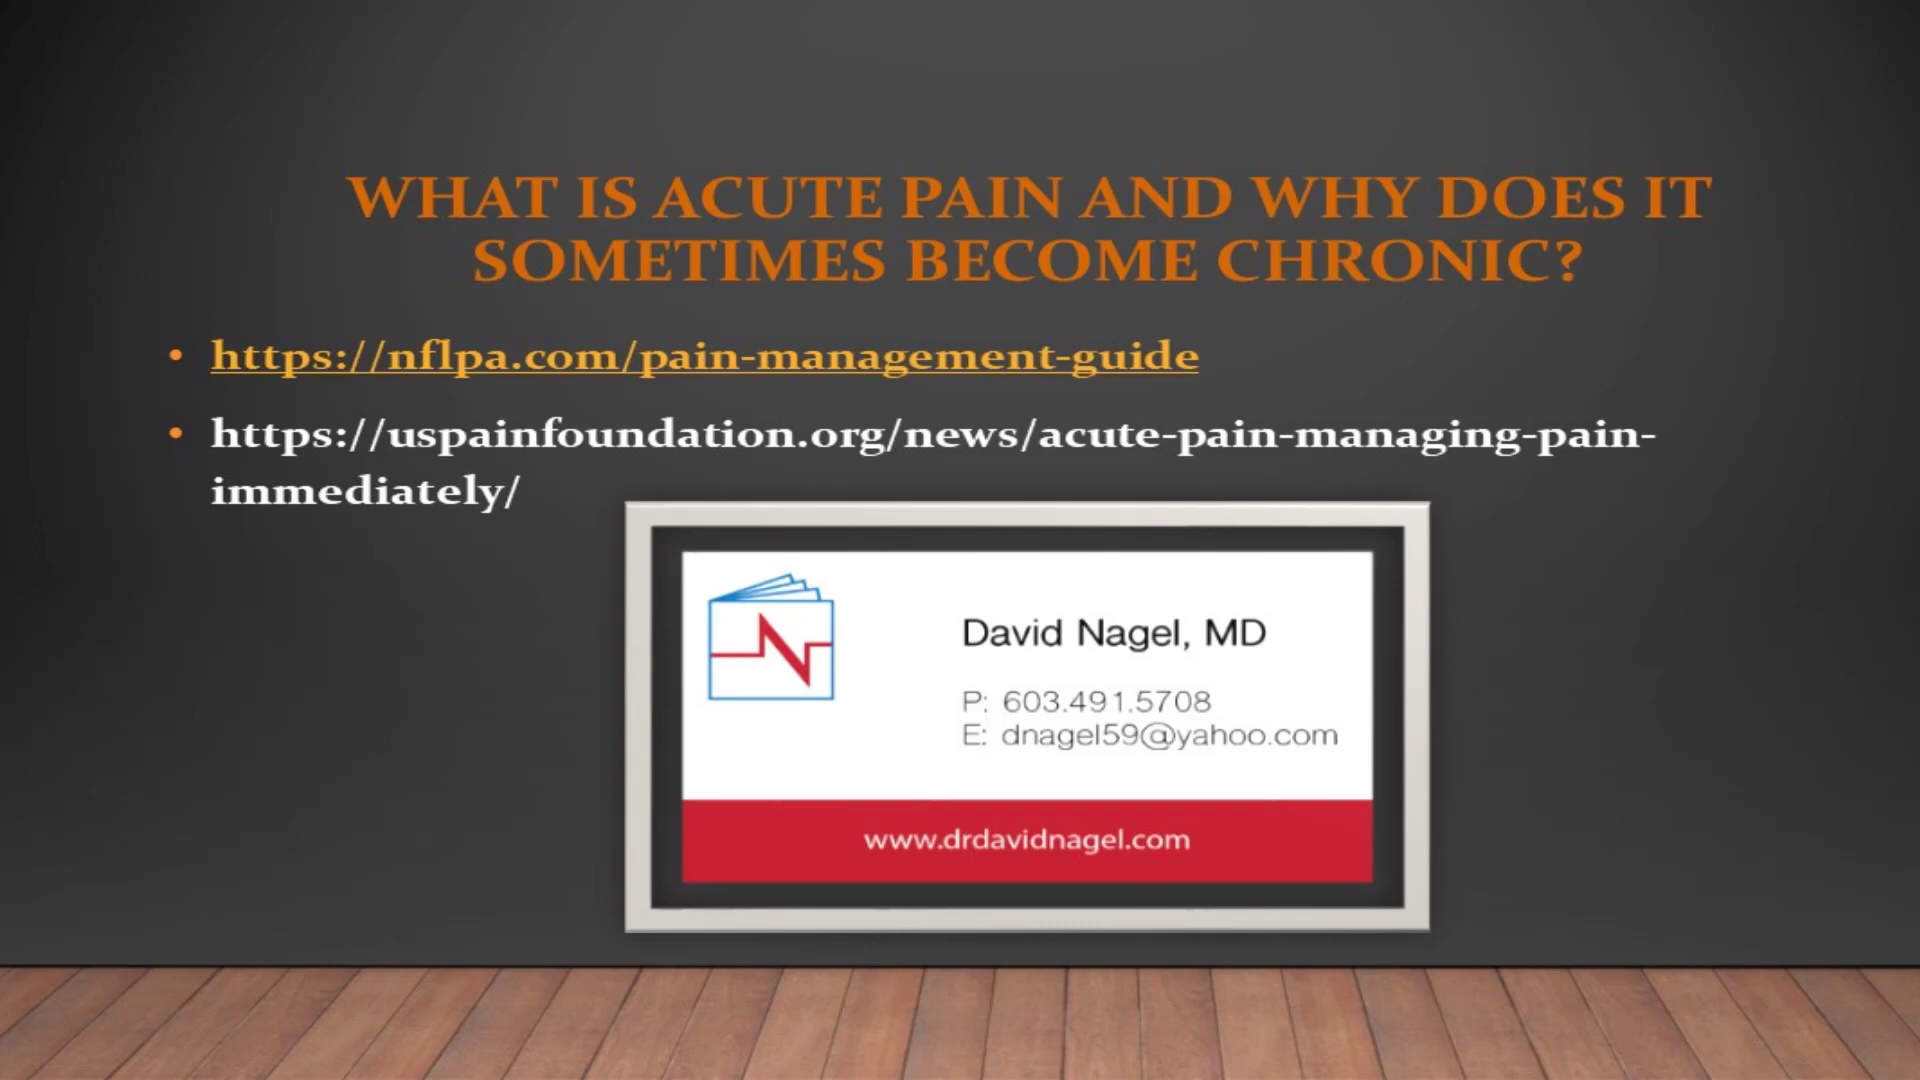 WHAT IS ACUTE PAIN AND WHY DOES IT
SOMETIMES BECOME CHRONIC?
• https://nflpa.com/pain-management-guide
• https://uspainfoundation.org/news/acute-pain-managing-pain-
immediately/
N
David Nagel, MD
P: 603.491.5708
E: dnagel59@yahoo.com
www.drdavidnagel.com